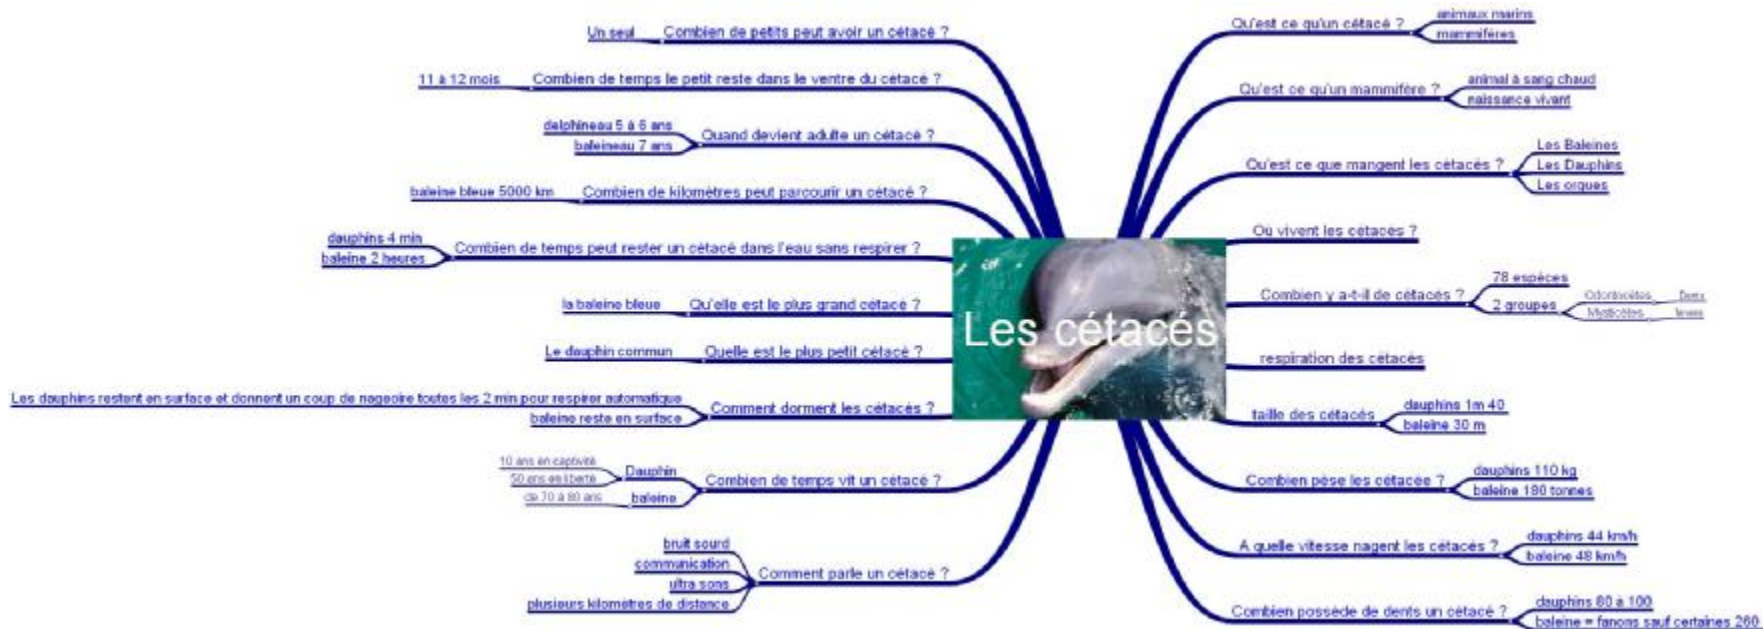 Les cétacés
Qu'est ce qu'un cétacé ?
animaux marins
mammifères
Qu'est ce qu'un mammifère ?
animal à sang chaud
naissance vivant
Qu'est ce que mangent les cétacés ?
Les Baleines
Les Dauphins
Les orques
Où vivent les cétacés ?
Combien y a-t-il de cétacés ?
78 espèces
2 groupes
Odontocètes
Dents
Mysticètes
respiration des cétacés
taille des cétacés
dauphins 1m 40
baleine 30 m
Combien pèse les cétacée ?
dauphins 110 kg
baleine 180 tonnes
A quelle vitesse nagent les cétacés ?
dauphins 44 km/h
baleine 48 km/h
Combien possède de dents un cétacé ?
dauphins 80 à 100
baleine = fanons sauf certaines 260
Combien de petits peut avoir un cétacé ?
Un seul
Combien de temps le petit reste dans le ventre du cétacé ?
11 à 12 mois
Quand devient adulte un cétacé ?
delphineau 5 à 6 ans
baleineau 7 ans
Combien de kilomètres peut parcourir un cétacé ?
baleine bleue 5000 km
Combien de temps peut rester un cétacé dans l'eau sans respirer ?
dauphins 4 min
baleine 2 heures
Qu'elle est le plus grand cétacé ?
la baleine bleue
Quelle est le plus petit cétacé ?
Le dauphin commun
Comment dorment les cétacés ?
Les dauphins restent en surface et donnent un coup de nageoire toutes les 2 min pour respirer automatique
baleine reste en surface
Combien de temps vit un cétacé ?
Dauphin
10 ans en captivité
50 ans en liberté
baleine
de 70 à 80 ans
Comment parle un cétacé ?
bruit sourd
communication
ultra sons
plusieurs kilomètres de distance